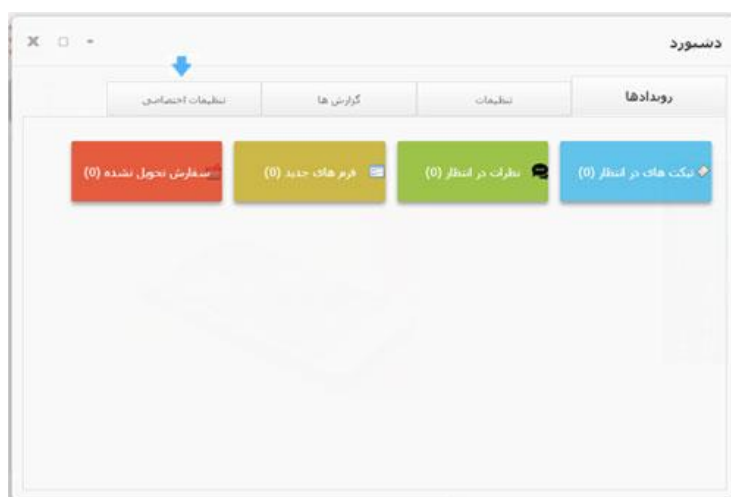 دشبورد
رویدادها تنظیمات گزارش ها تنظیمات اختصاصی
تیکت های در انتظار (0) نظرات در انتظار (0) فرم های جدید (0) سفارش تحویل نشده (0)